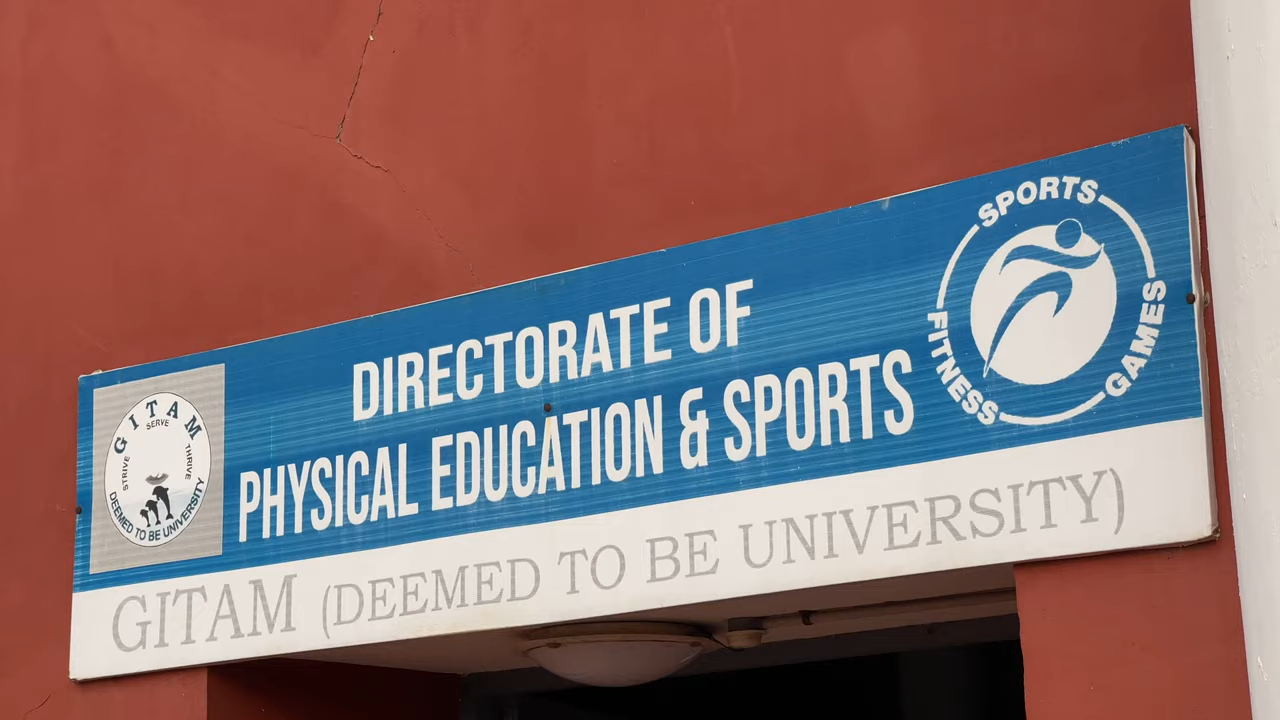 GITAM
SERVE
STRIVE
THRIVE
DEEMED TO BE UNIVERSITY
DIRECTORATE OF
PHYSICAL EDUCATION & SPORTS
SPORTS
FITNESS
GAMES
GITAM (DEEMED TO BE UNIVERSITY)